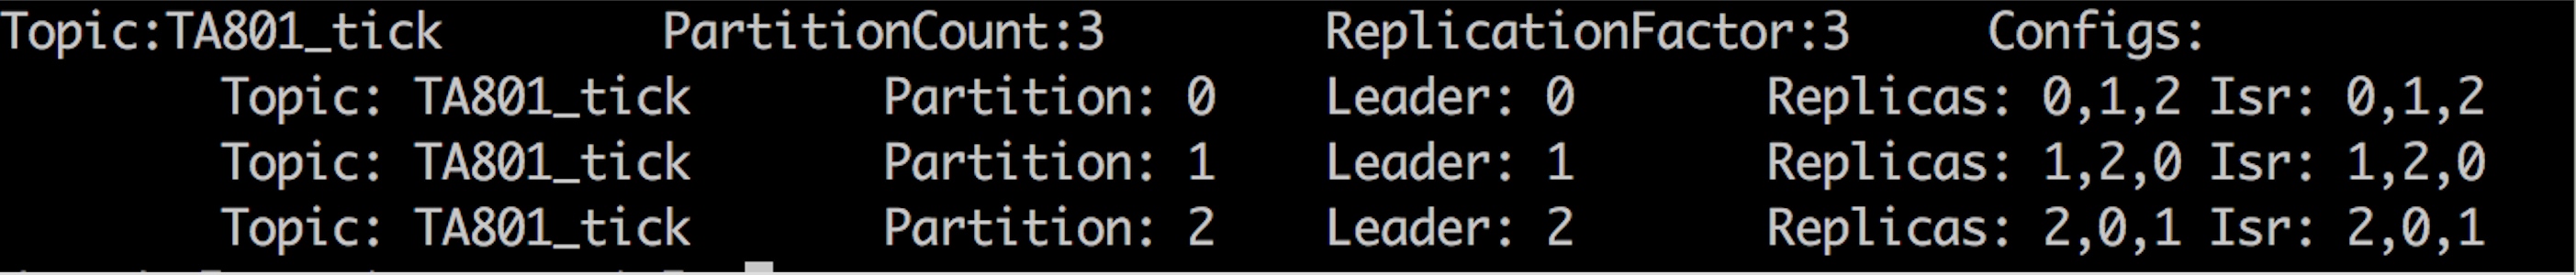 Topic:TA801_tick PartitionCount:3 ReplicationFactor:3 Configs:
Topic: TA801_tick Partition: 0 Leader: 0 Replicas: 0,1,2 Isr: 0,1,2
Topic: TA801_tick Partition: 1 Leader: 1 Replicas: 1,2,0 Isr: 1,2,0
Topic: TA801_tick Partition: 2 Leader: 2 Replicas: 2,0,1 Isr: 2,0,1